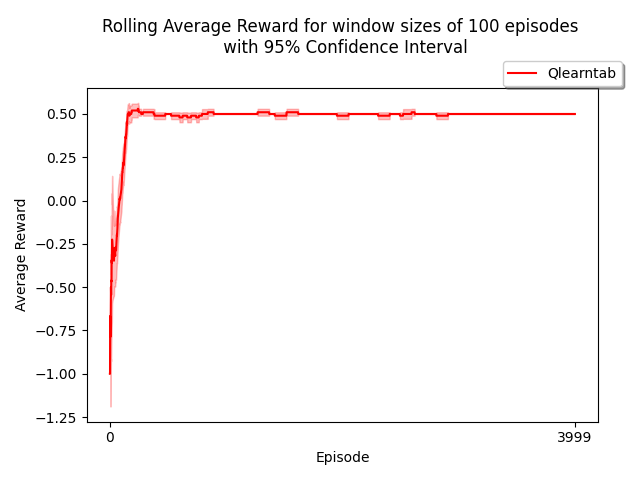 Rolling Average Reward for window sizes of 100 episodes
with 95% Confidence Interval
Qlearntab
0.50
0.25
0.00
−0.25
−0.50
−0.75
−1.00
−1.25
Average Reward
0
3999
Episode